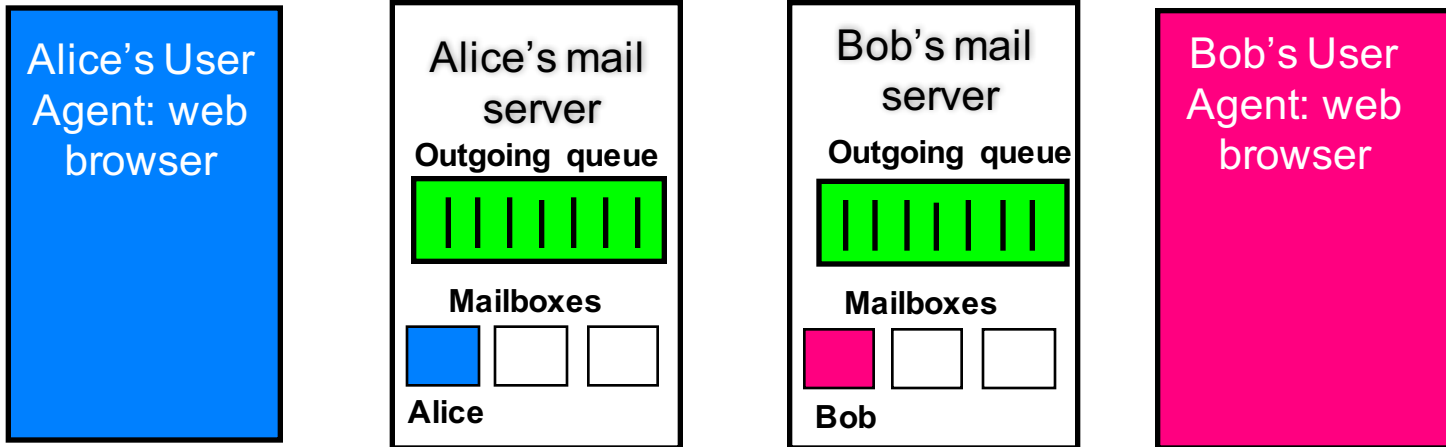 Alice’s User
Agent: web
browser
Alice’s mail
server
Outgoing queue
Mailboxes
Alice
Bob’s mail
server
Outgoing queue
Mailboxes
Bob
Bob’s User
Agent: web
browser